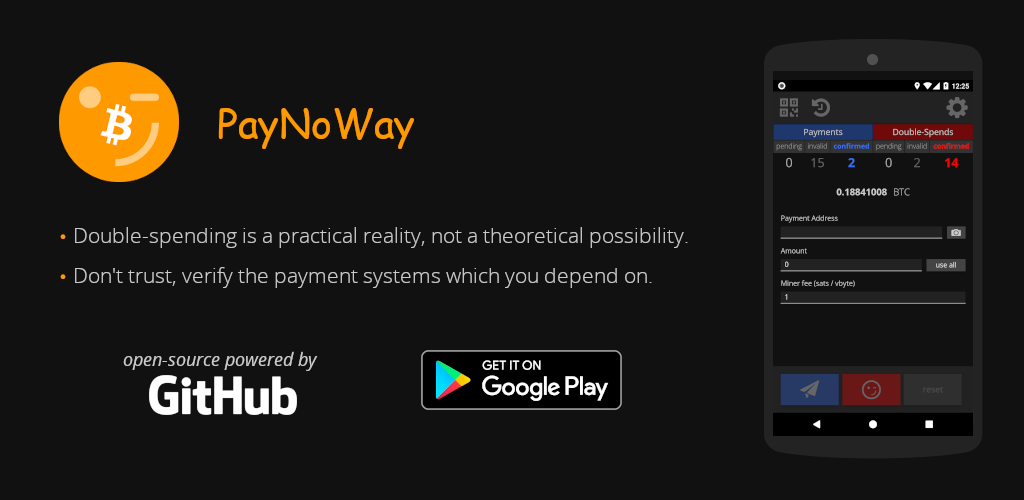 PayNoWay
• Double-spending is a practical reality, not a theoretical possibility.
• Don't trust, verify the payment systems which you depend on.
open-source powered by
GitHub
GET IT ON
Google Play
12:25
Payments Double-Spends
pending invalid confirmed pending invalid confirmed
0 15 2 0 2 14
0.18841008 BTC
Payment Address
Amount
0 use all
Miner fee (sats / vbyte)
1
reset